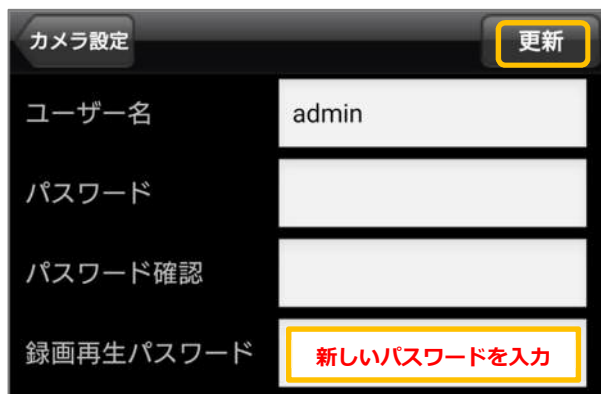 カメラ設定 更新
ユーザー名 admin
パスワード
パスワード確認
録画再生パスワード 新しいパスワードを入力